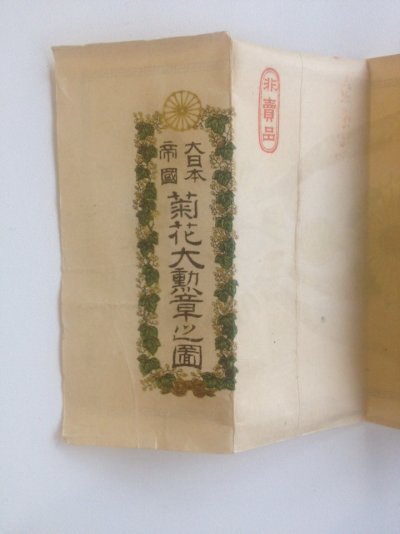 非賣品
大日本
帝國
菊花大勲章之圖